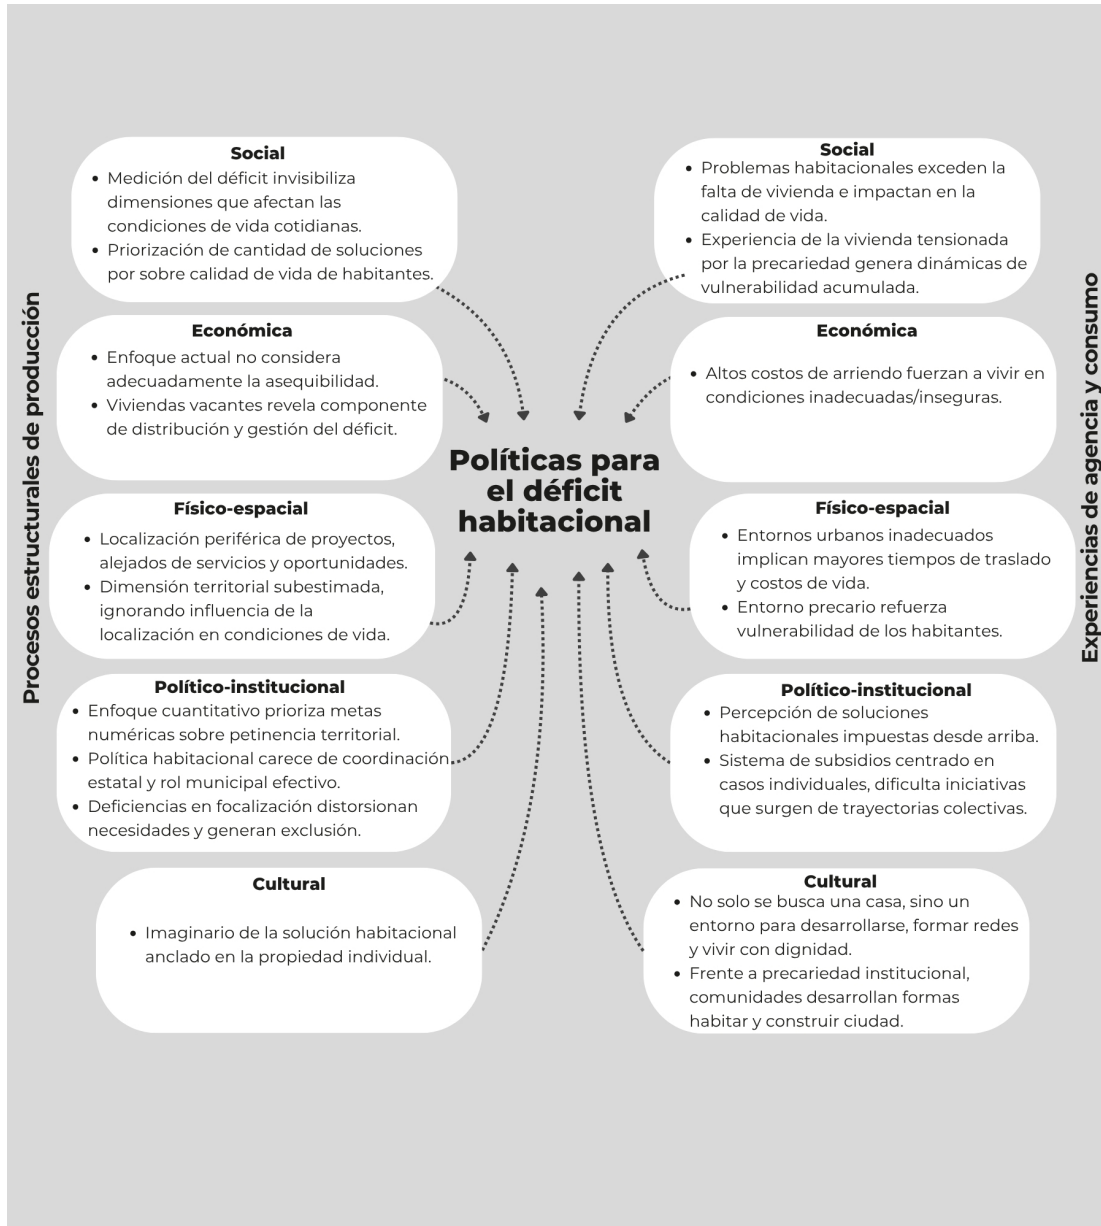 Procesos estructurales de producción
Social
• Medición del déficit invisibiliza
dimensiones que afectan las
condiciones de vida cotidianas.
• Priorización de cantidad de soluciones
por sobre calidad de vida de habitantes.
Económica
• Enfoque actual no considera
adecuadamente la asequibilidad.
• Viviendas vacantes revela componente
de distribución y gestión del déficit.
Físico-espacial
• Localización periférica de proyectos,
alejados de servicios y oportunidades.
• Dimensión territorial subestimada,
ignorando influencia de la
localización en condiciones de vida.
Político-institucional
• Enfoque cuantitativo prioriza metas
numéricas sobre petinencia territorial.
• Política habitacional carece de coordinación
estatal y rol municipal efectivo.
• Deficiencias en focalización distorsionan
necesidades y generan exclusión.
Cultural
• Imaginario de la solución habitacional
anclado en la propiedad individual.
Políticas para
el déficit
habitacional
Social
• Problemas habitacionales exceden la
falta de vivienda e impactan en la
calidad de vida.
• Experiencia de la vivienda tensionada
por la precariedad genera dinámicas de
vulnerabilidad acumulada.
Económica
• Altos costos de arriendo fuerzan a vivir en
condiciones inadecuadas/inseguras.
Físico-espacial
• Entornos urbanos inadecuados
implican mayores tiempos de traslado
y costos de vida.
• Entorno precario refuerza
vulnerabilidad de los habitantes.
Político-institucional
• Percepción de soluciones
habitacionales impuestas desde arriba.
• Sistema de subsidios centrado en
casos individuales, dificulta iniciativas
que surgen de trayectorias colectivas.
Cultural
• No solo se busca una casa, sino un
entorno para desarrollarse, formar redes
y vivir con dignidad.
• Frente a precariedad institucional,
comunidades desarrollan formas
habitar y construir ciudad.
Experiencias de agencia y consumo